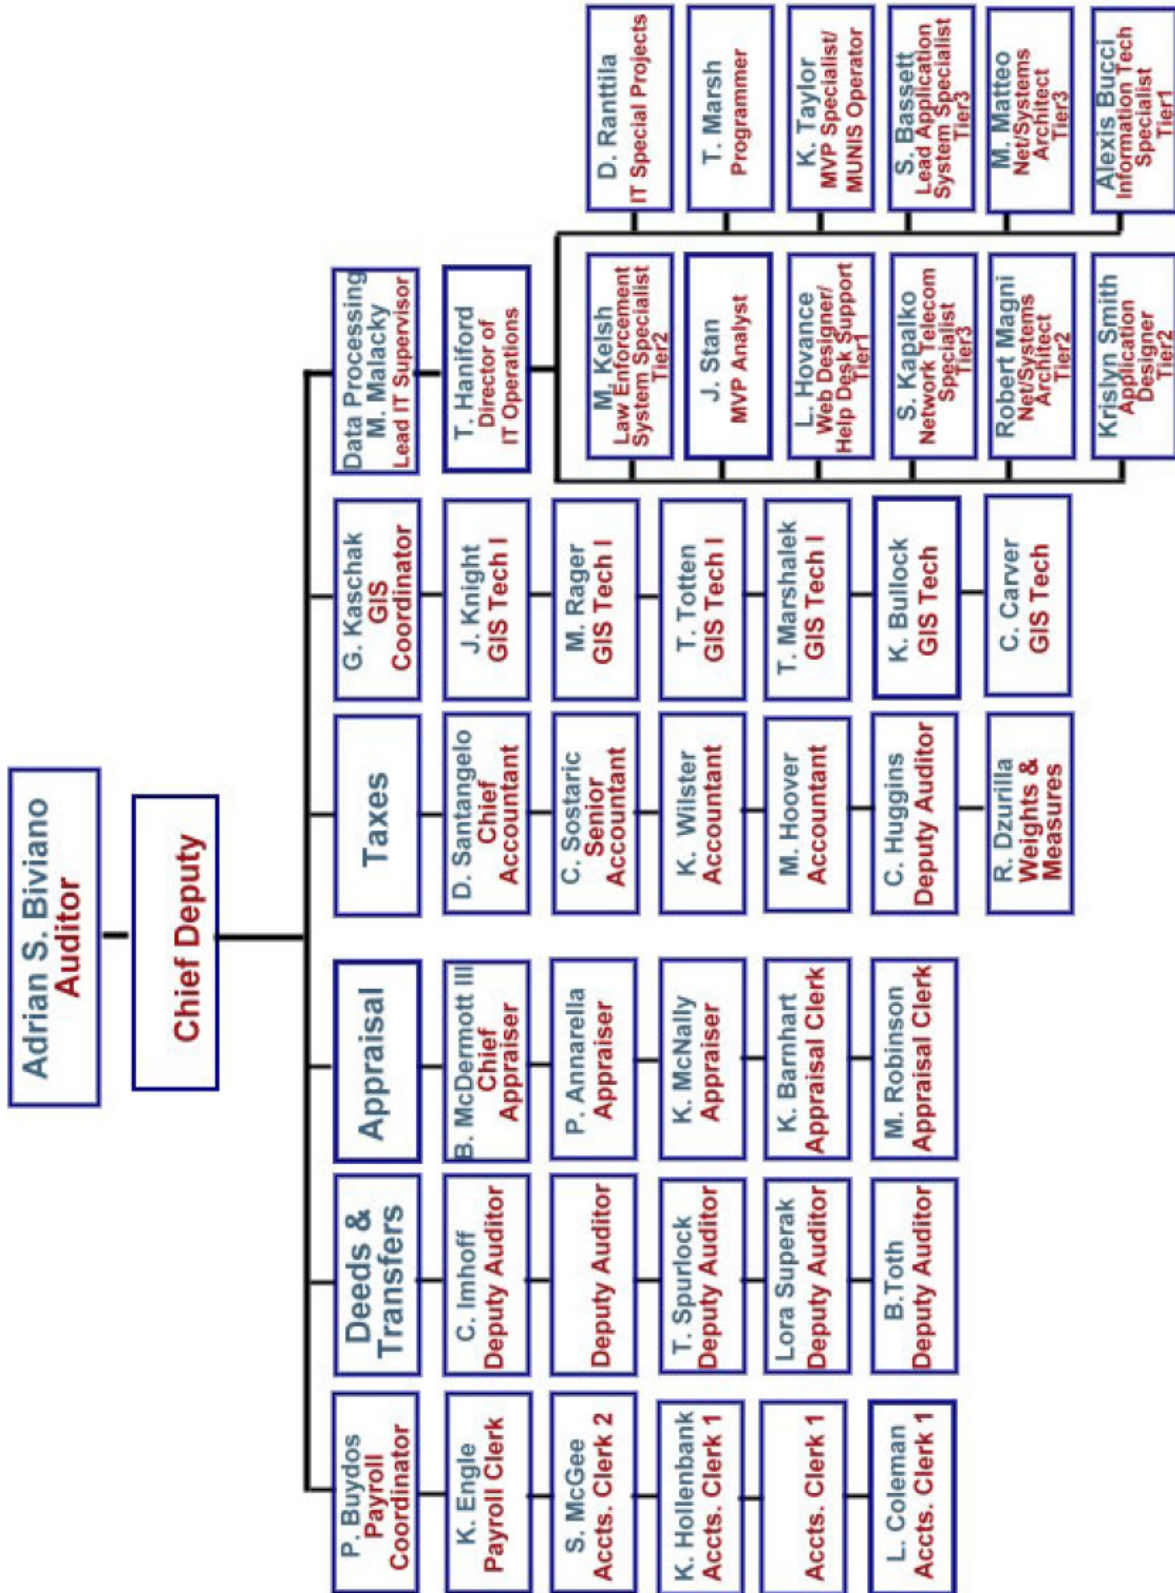 Adrian S. Biviano
Auditor
Chief Deputy
P. Buydos
Payroll
Coordinator
K. Engle
Payroll Clerk
S. McGee
Accts. Clerk 2
K. Hollenbank
Accts. Clerk 1
Accts. Clerk 1
L. Coleman
Accts. Clerk 1
Deeds &
Transfers
C. Imhoff
Deputy Auditor
Deputy Auditor
T. Spurlock
Deputy Auditor
Lora Superak
Deputy Auditor
B.Toth
Deputy Auditor
Appraisal
B. McDermott III
Chief
Appraiser
P. Annarella
Appraiser
K. McNally
Appraiser
K. Barnhart
Appraisal Clerk
M. Robinson
Appraisal Clerk
Taxes
D. Santangelo
Chief
Accountant
C. Sostaric
Senior
Accountant
K. Wilster
Accountant
M. Hoover
Accountant
C. Huggins
Deputy Auditor
R. Dzurilla
Weights &
Measures
G. Kaschak
GIS
Coordinator
J. Knight
GIS Tech I
M. Rager
GIS Tech I
T. Totten
GIS Tech I
T. Marshalek
GIS Tech I
K. Bullock
GIS Tech
C. Carver
GIS Tech
Data Processing
M. Malacky
Lead IT Supervisor
T. Haniford
Director of
IT Operations
M. Kelsh
Law Enforcement
System Specialist
Tier2
J. Stan
MVP Analyst
L. Hovance
Web Designer/
Help Desk Support
Tier1
S. Kapalko
Network Telecom
Specialist
Tier3
Robert Magni
Net/Systems
Architect
Tier2
Krislyn Smith
Application
Designer
Tier2
D. Ranttila
IT Special Projects
T. Marsh
Programmer
K. Taylor
MVP Specialist/
MUNIS Operator
S. Bassett
Lead Application
System Specialist
Tier3
M. Matteo
Net/Systems
Architect
Tier3
Alexis Bucci
Information Tech
Specialist
Tier1